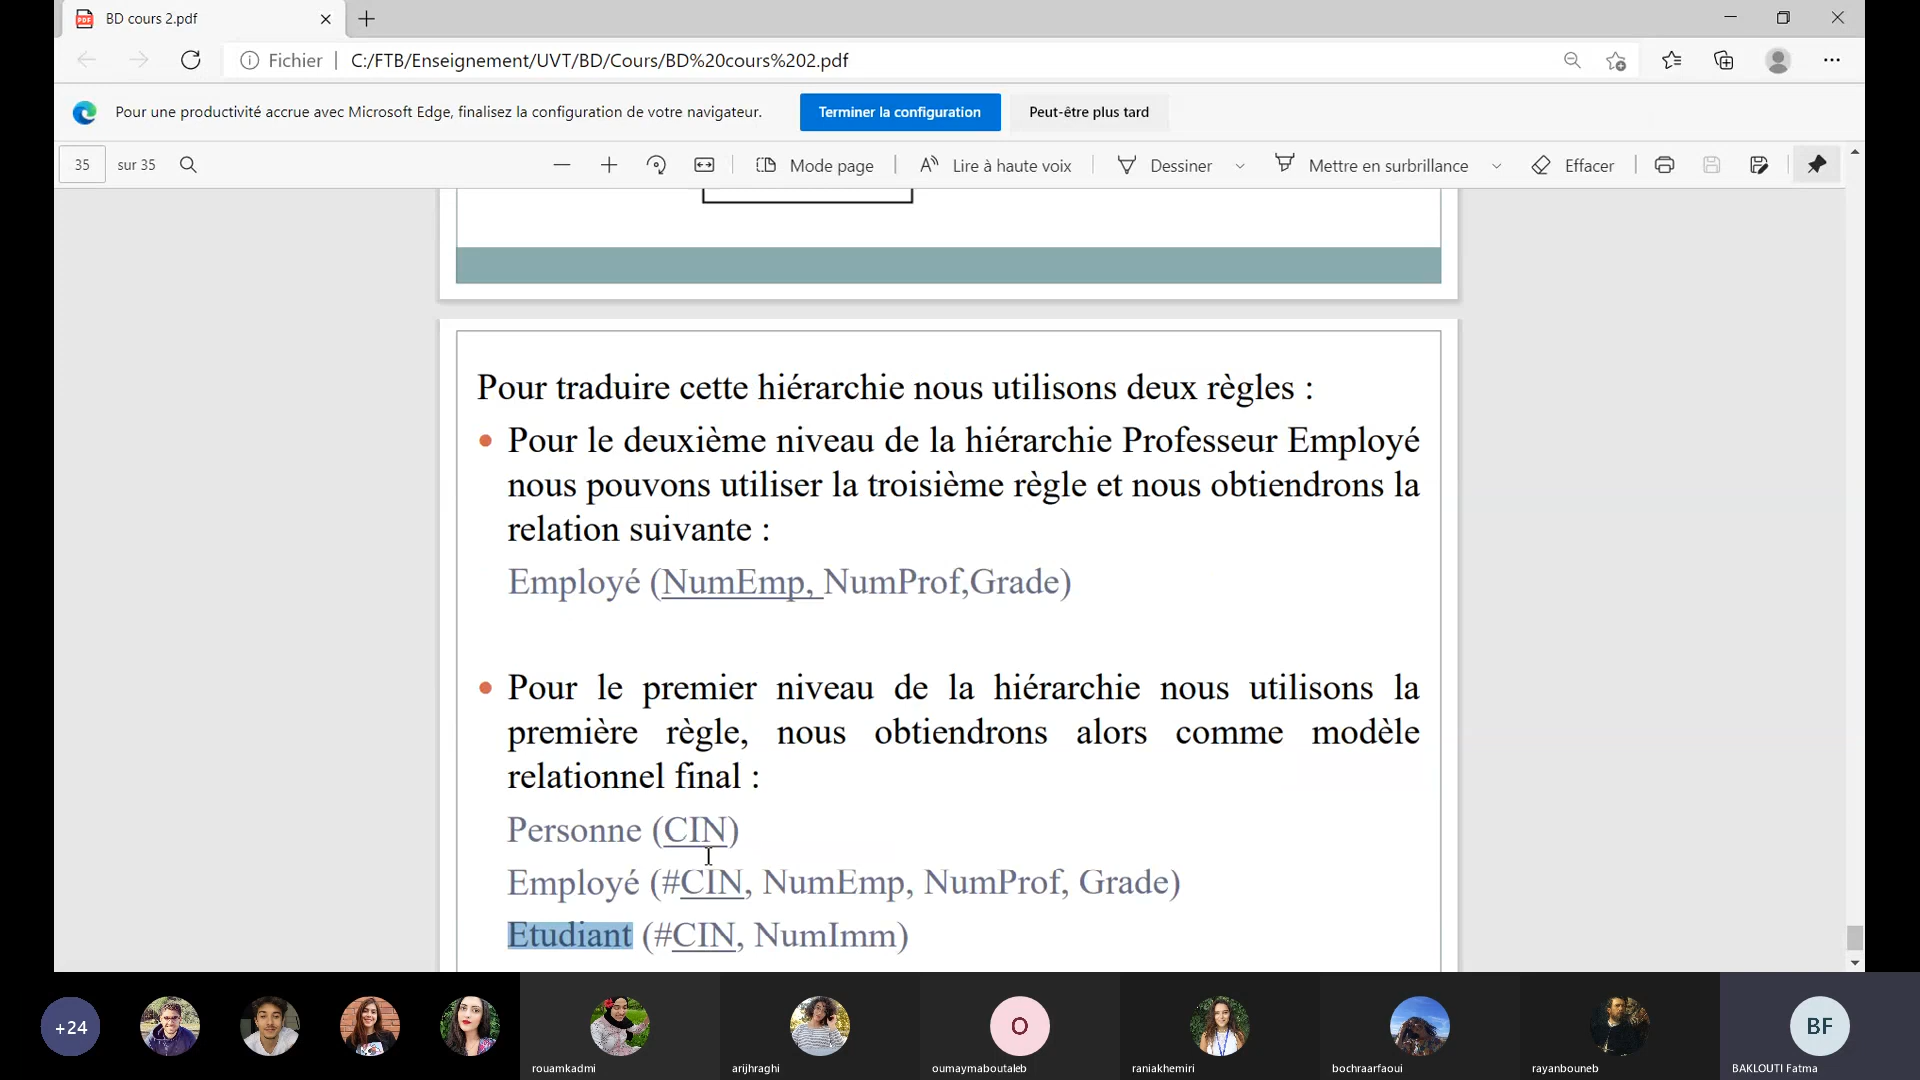 BD cours 2.pdf
Fichier
C:/FTB/Enseignement/UVT/BD/Cours/BD%20cours%202.pdf
Pour une productivité accrue avec Microsoft Edge, finalisez la configuration de votre navigateur.
Terminer la configuration
Peut-être plus tard
35 sur 35
Mode page
Lire à haute voix
Dessiner
Mettre en surbrillance
Effacer
Pour traduire cette hiérarchie nous utilisons deux règles :
• Pour le deuxième niveau de la hiérarchie Professeur Employé
nous pouvons utiliser la troisième règle et nous obtiendrons la
relation suivante :
Employé (NumEmp, NumProf,Grade)
• Pour le premier niveau de la hiérarchie nous utilisons la
première règle, nous obtiendrons alors comme modèle
relationnel final :
Personne (CIN)
Employé (#CIN, NumEmp, NumProf, Grade)
Etudiant (#CIN, NumImm)
+24
O
BF
rouamkadmi
arijhraghi
oumaymaboutaleb
raniakhemiri
bochraarfaoui
rayanbouneb
BAKLOUTI Fatma